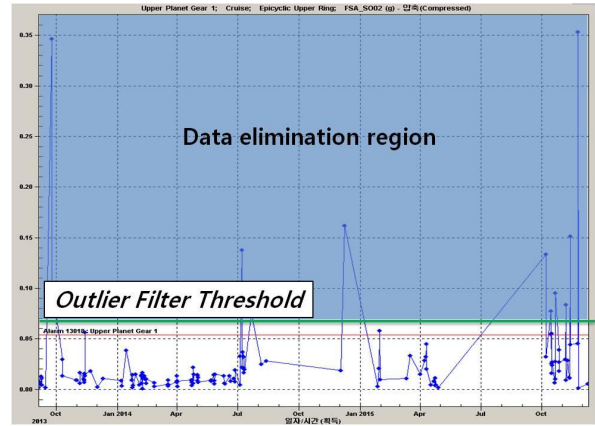 Upper Planet Gear 1; Cruise; Epicyclic Upper Ring; FSA_SO02 (g) - 압축(Compressed)
0.35
0.30
Data elimination region
0.25
0.20
0.15
0.10
Outlier Filter Threshold
Alarm 13018: Upper Planet Gear 1
0.05
0.00
Oct Jan 2014 Apr Jul Oct Jan 2015 Apr Jul Oct
2013 일자/시간 (획득)